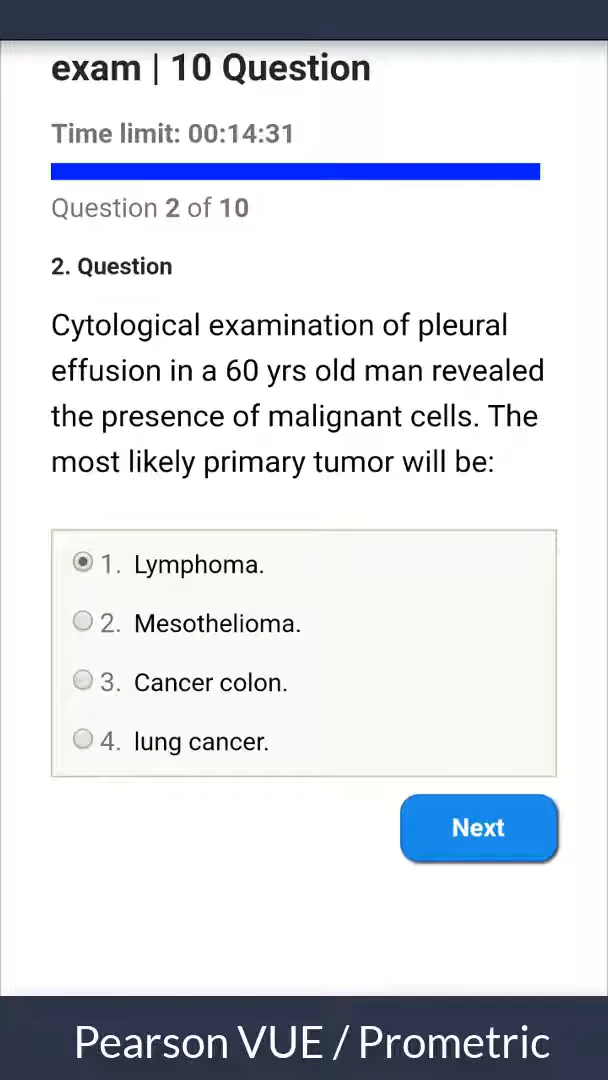 exam | 10 Question
Time limit: 00:14:31
Question 2 of 10
2. Question
Cytological examination of pleural
effusion in a 60 yrs old man revealed
the presence of malignant cells. The
most likely primary tumor will be:
1. Lymphoma.
2. Mesothelioma.
3. Cancer colon.
4. lung cancer.
Next
Pearson VUE / Prometric